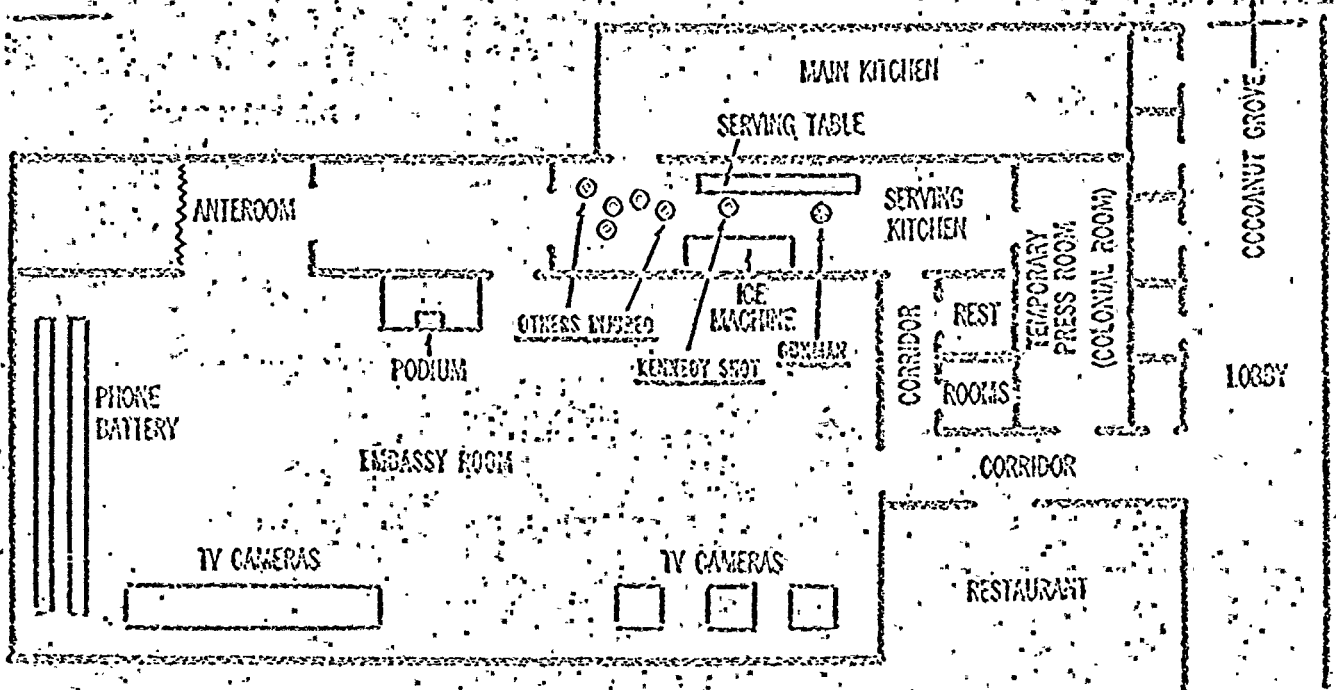 MAIN KITCHEN
COCOANUT GROVE
SERVING TABLE
ANTEROOM
SERVING
KITCHEN
TEMPORARY
PRESS ROOM
(COLONIAL ROOM)
OTHERS INJURED
ICE
MACHINE
CORRIDOR
REST
ROOMS
KENNEDY SHOT
GUNMAN
PODIUM
LOBBY
PHONE
BATTERY
EMBASSY ROOM
CORRIDOR
TV CAMERAS
TV CAMERAS
RESTAURANT